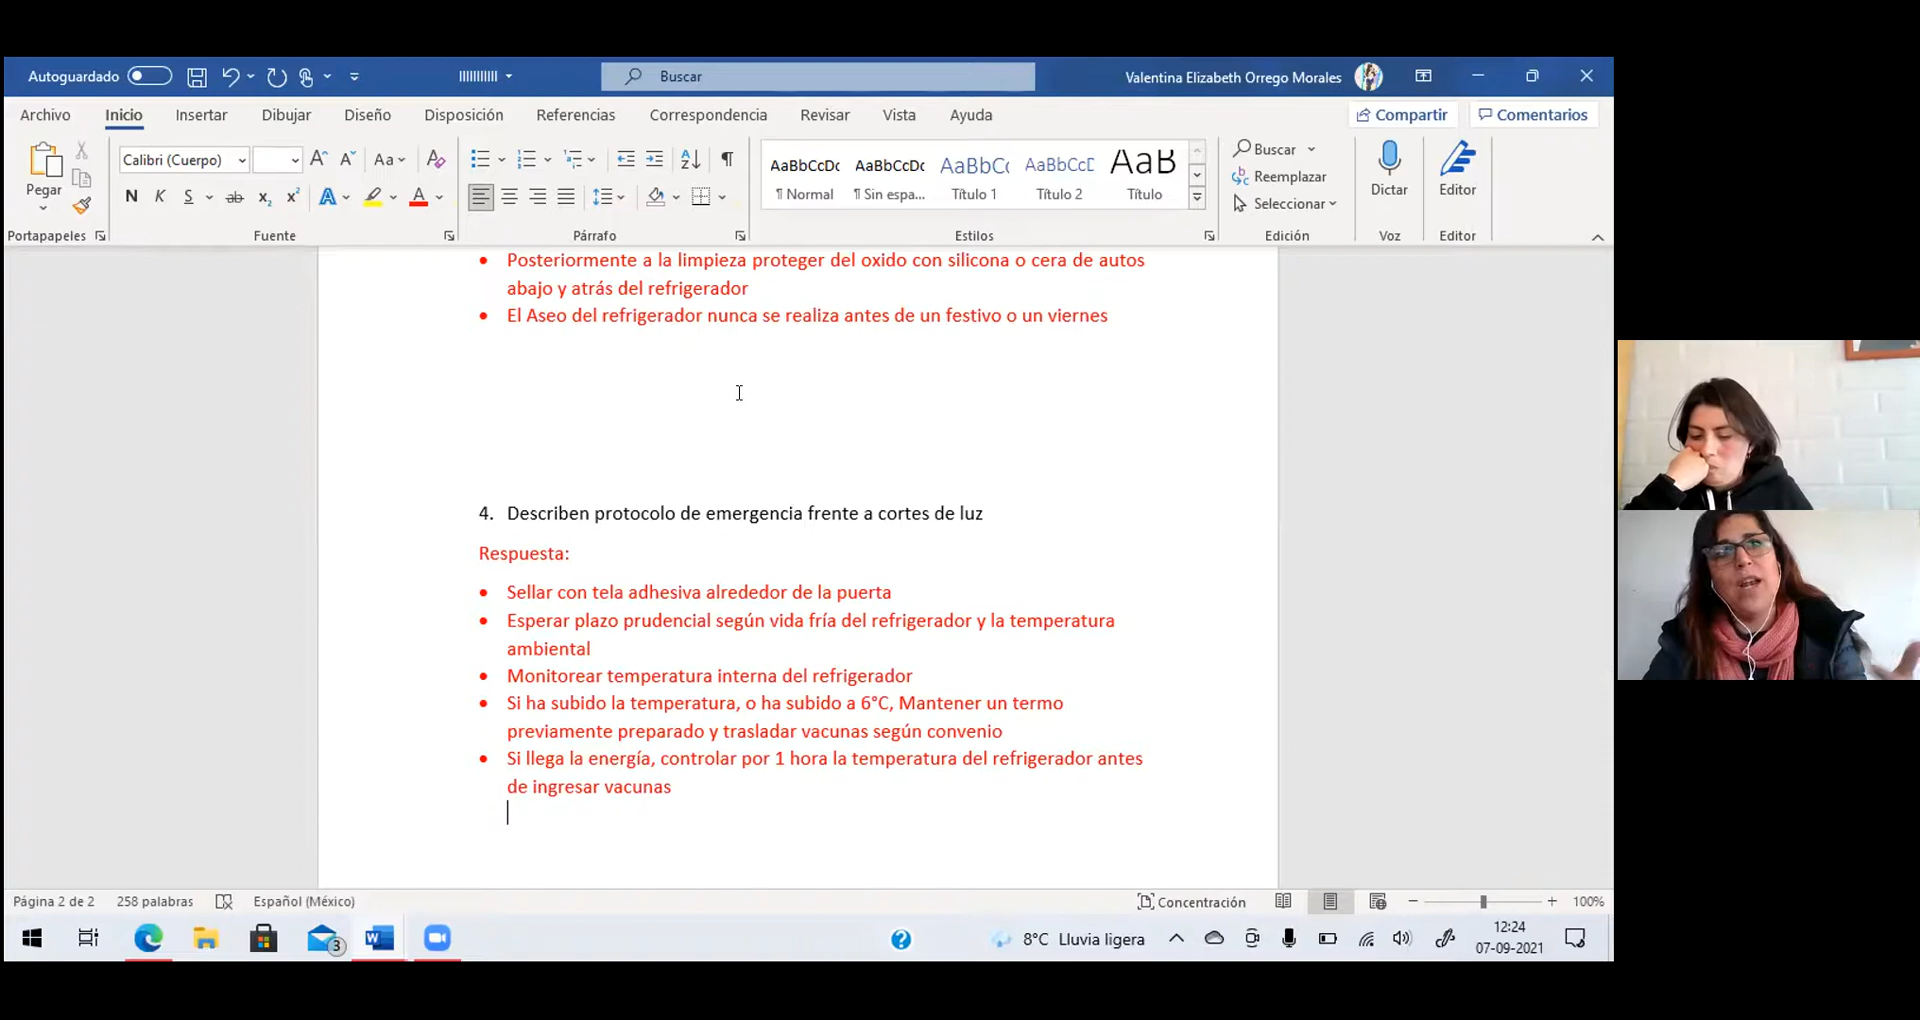 Autoguardado
Buscar
Valentina Elizabeth Orrego Morales
Archivo Inicio Insertar Dibujar Diseño Disposición Referencias Correspondencia Revisar Vista Ayuda Compartir Comentarios
Pegar
Calibri (Cuerpo)
Aa
N K S ab x₂ x² A A
AaBbCcDc AaBbCcDc AaBbC AaBbCcD AaB
¶ Normal ¶ Sin espa... Título 1 Título 2 Título
Buscar
Reemplazar
Seleccionar
Dictar
Editor
Portapapeles Fuente Párrafo Estilos Edición Voz Editor
• Posteriormente a la limpieza proteger del oxido con silicona o cera de autos
abajo y atrás del refrigerador
• El Aseo del refrigerador nunca se realiza antes de un festivo o un viernes
4. Describen protocolo de emergencia frente a cortes de luz
Respuesta:
• Sellar con tela adhesiva alrededor de la puerta
• Esperar plazo prudencial según vida fría del refrigerador y la temperatura
ambiental
• Monitorear temperatura interna del refrigerador
• Si ha subido la temperatura, o ha subido a 6°C, Mantener un termo
previamente preparado y trasladar vacunas según convenio
• Si llega la energía, controlar por 1 hora la temperatura del refrigerador antes
de ingresar vacunas
Página 2 de 2 258 palabras Español (México) Concentración 100%
3
8°C Lluvia ligera
12:24
07-09-2021